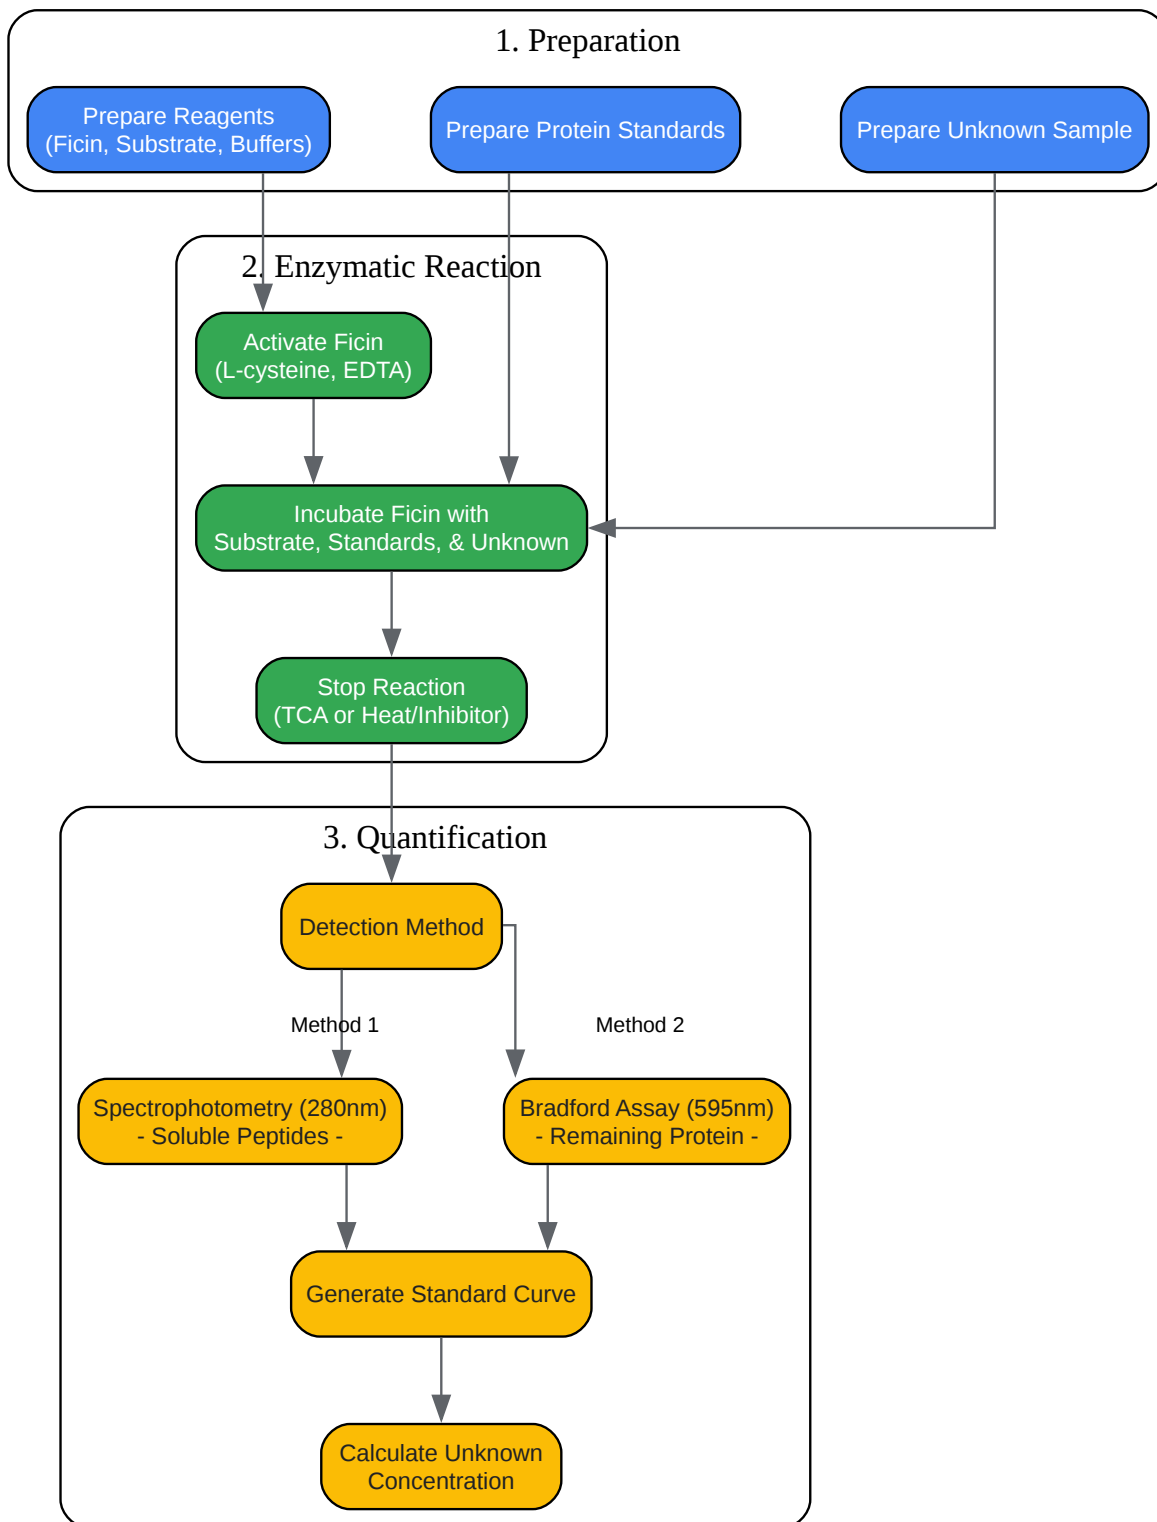 1. Preparation
Prepare Reagents
(Ficin, Substrate, Buffers)
Prepare Protein Standards
Prepare Unknown Sample
2. Enzymatic Reaction
Activate Ficin
(L-cysteine, EDTA)
Incubate Ficin with
Substrate, Standards, & Unknown
Stop Reaction
(TCA or Heat/Inhibitor)
3. Quantification
Detection Method
Method 1
Method 2
Spectrophotometry (280nm)
- Soluble Peptides -
Bradford Assay (595nm)
- Remaining Protein -
Generate Standard Curve
Calculate Unknown
Concentration